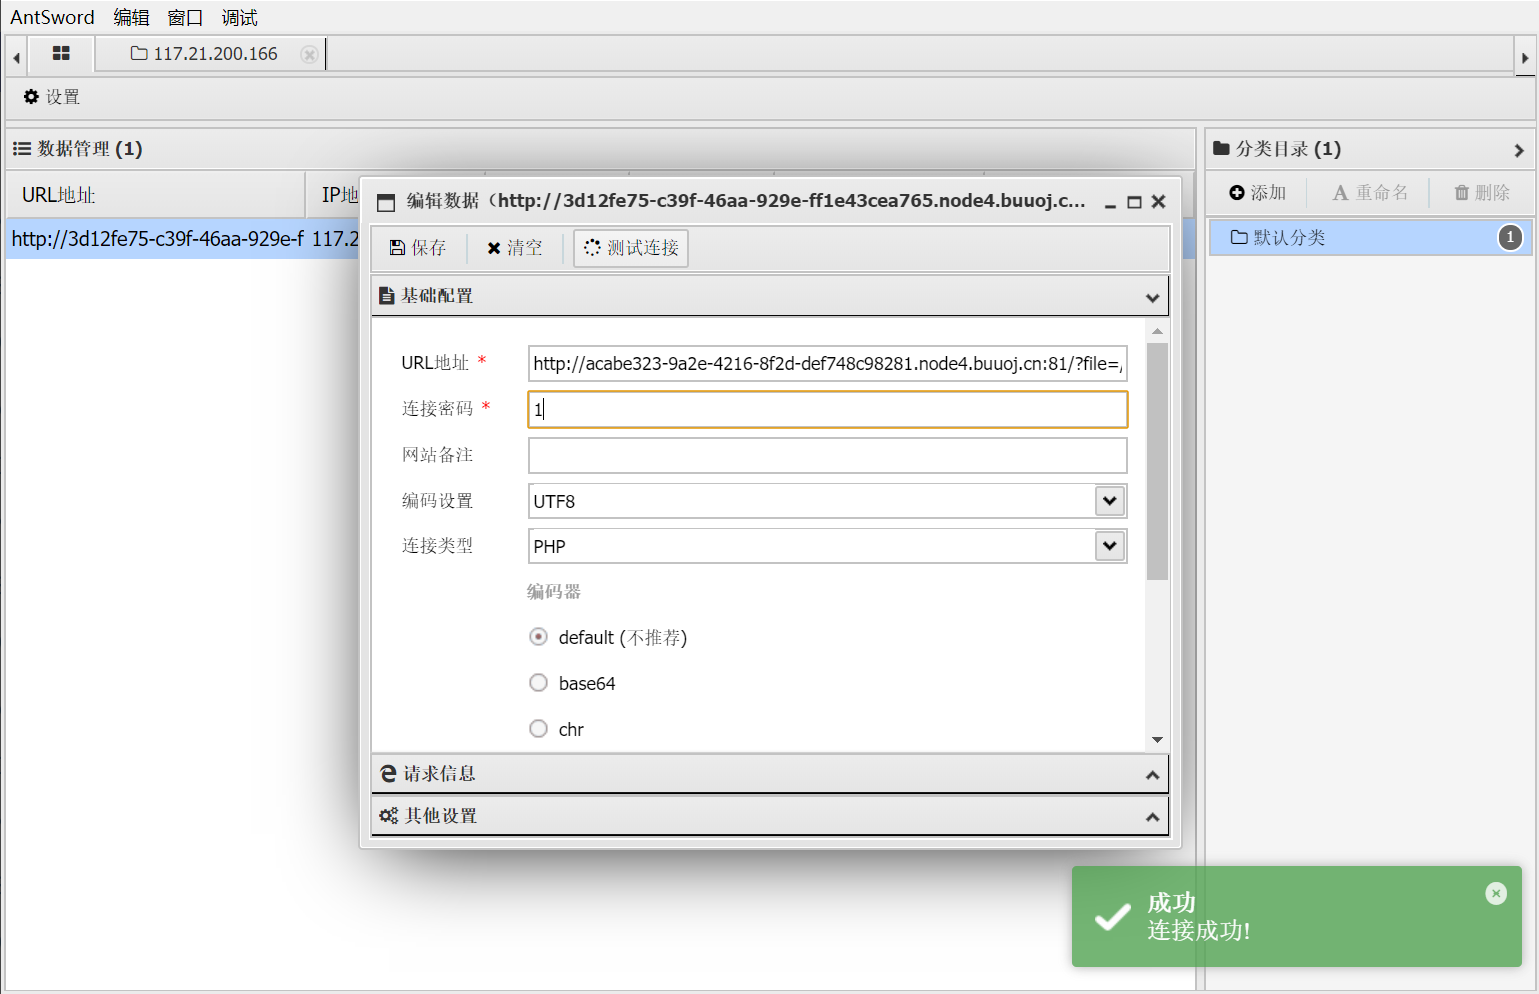 AntSword 编辑 窗口 调试
117.21.200.166
设置
数据管理 (1)
分类目录 (1)
URL地址 IP地
添加 重命名 删除
http://3d12fe75-c39f-46aa-929e-f 117.2
默认分类 1
编辑数据（http://3d12fe75-c39f-46aa-929e-ff1e43cea765.node4.buuoj.c...
保存 清空 测试连接
基础配置
URL地址 * http://acabe323-9a2e-4216-8f2d-def748c98281.node4.buuoj.cn:81/?file=/
连接密码 * 1
网站备注
编码设置 UTF8
连接类型 PHP
编码器
default (不推荐)
base64
chr
请求信息
其他设置
成功
连接成功!